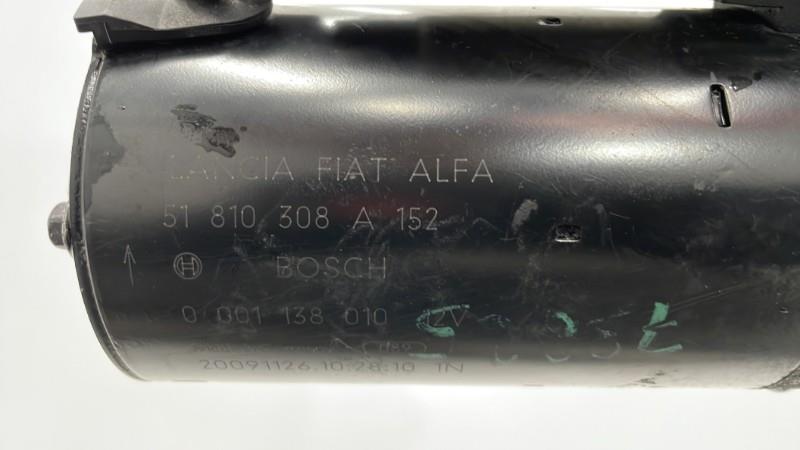 LANCIA FIAT ALFA
51 810 308 A 152
BOSCH
0 001 138 010 12V
20091126.10:28:10 IN